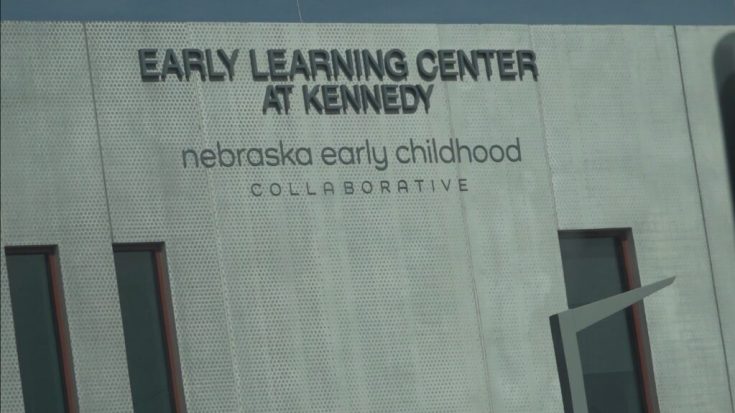 EARLY LEARNING CENTER
AT KENNEDY
nebraska early childhood
COLLABORATIVE